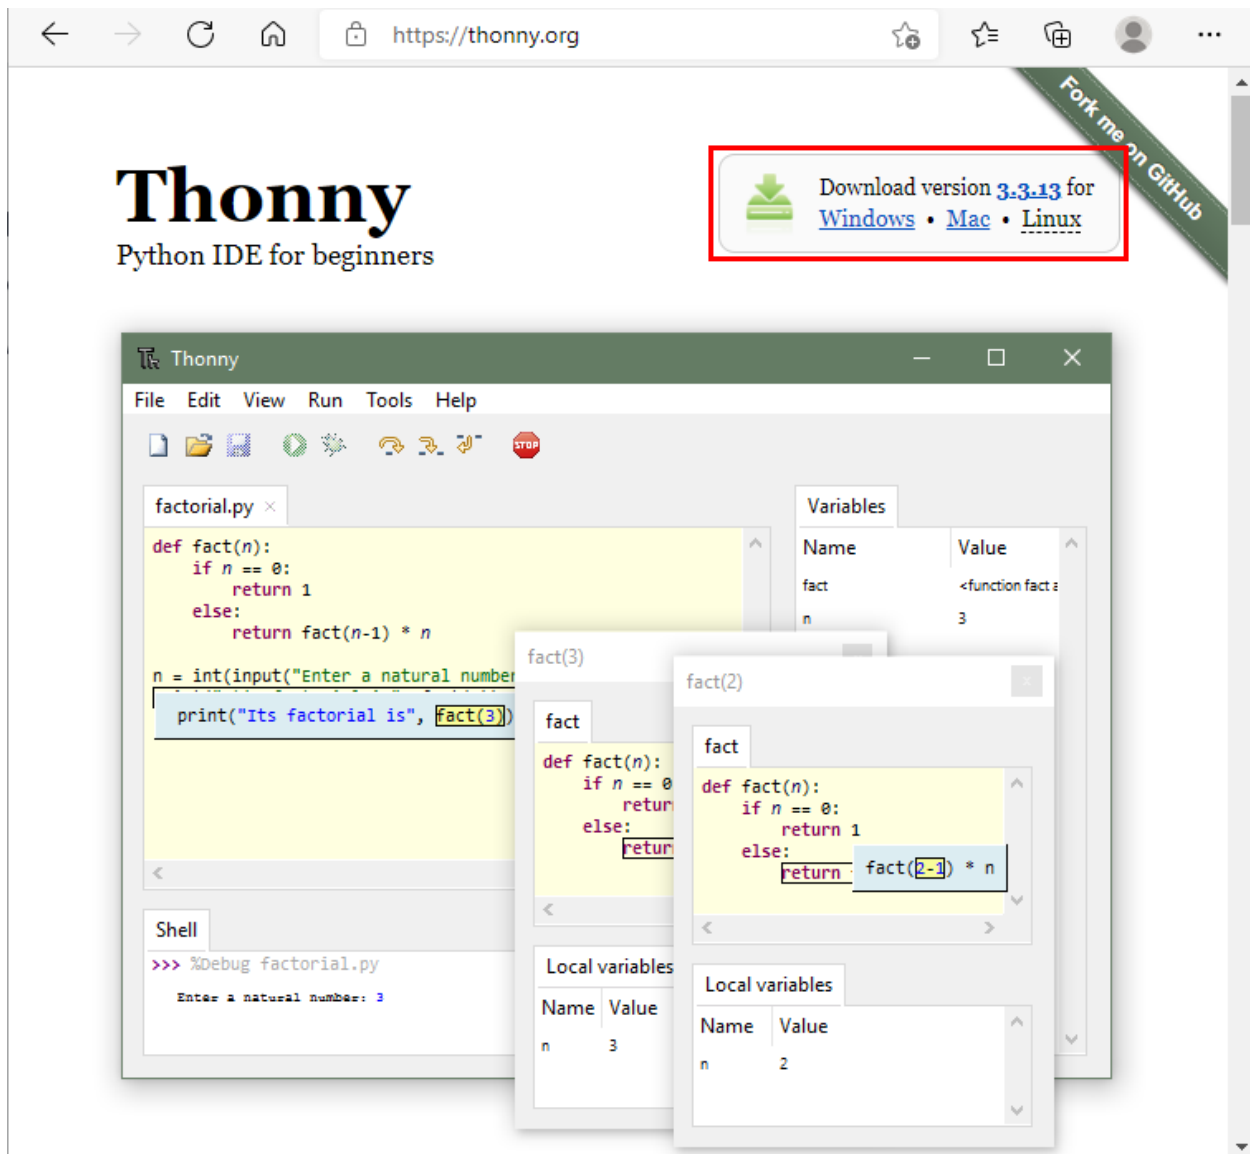 https://thonny.org
Fork me on GitHub
Thonny
Python IDE for beginners
Download version 3.3.13 for
Windows • Mac • Linux
Th Thonny
File Edit View Run Tools Help
STOP
factorial.py
def fact(n):
if n == 0:
return 1
else:
return fact(n-1) * n
n = int(input("Enter a natural number
print("Its factorial is", fact(3))
Variables
Name Value
fact <function fact a
n 3
Shell
>>> %Debug factorial.py
Enter a natural number: 3
fact(3)
fact
def fact(n):
if n == 0
retur
else:
retur
Local variables
Name Value
n 3
fact(2)
x
fact
def fact(n):
if n == 0:
return 1
else:
return
fact(2-1) * n
Local variables
Name Value
n 2